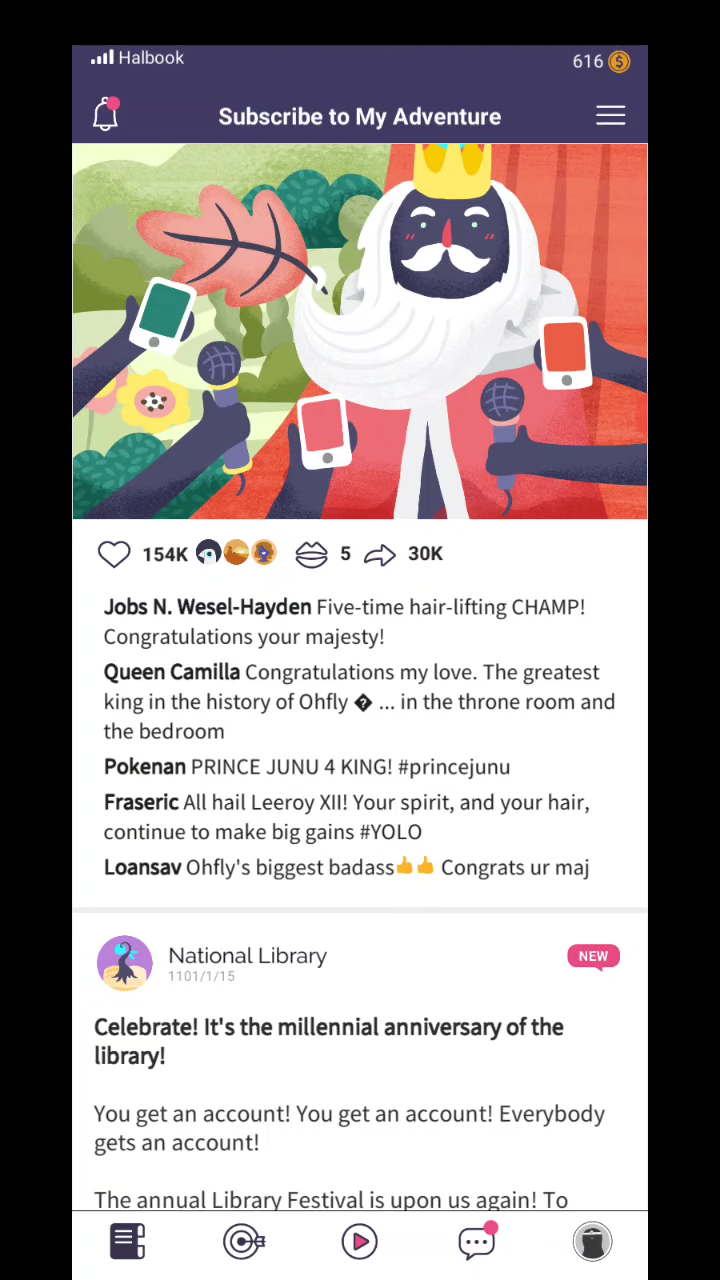 Halbook
616
Subscribe to My Adventure
154K 5 30K
Jobs N. Wesel-Hayden Five-time hair-lifting CHAMP!
Congratulations your majesty!
Queen Camilla Congratulations my love. The greatest
king in the history of Ohfly � ... in the throne room and
the bedroom
Pokenan PRINCE JUNU 4 KING! #princejunu
Fraseric All hail Leeroy XII! Your spirit, and your hair,
continue to make big gains #YOLO
Loansav Ohfly's biggest badass👍👍 Congrats ur maj
National Library
NEW
1101/1/15
Celebrate! It's the millennial anniversary of the
library!
You get an account! You get an account! Everybody
gets an account!
The annual Library Festival is upon us again! To